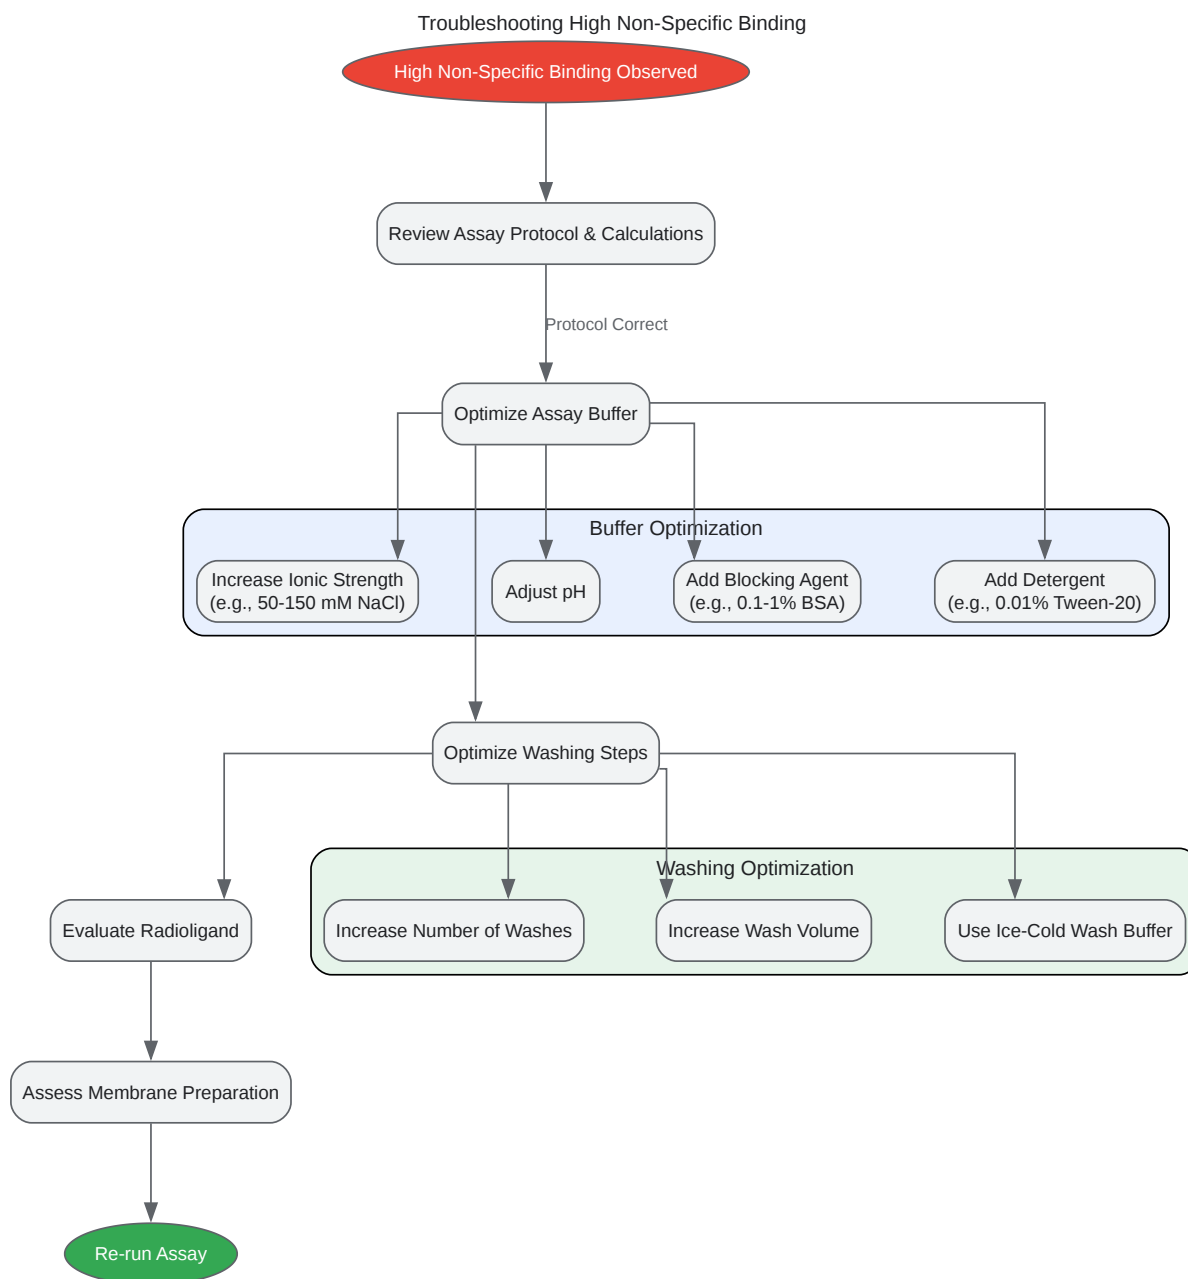 Troubleshooting High Non-Specific Binding
High Non-Specific Binding Observed
Review Assay Protocol & Calculations
Protocol Correct
Optimize Assay Buffer
Buffer Optimization
Increase Ionic Strength
(e.g., 50-150 mM NaCl)
Adjust pH
Add Blocking Agent
(e.g., 0.1-1% BSA)
Add Detergent
(e.g., 0.01% Tween-20)
Optimize Washing Steps
Washing Optimization
Evaluate Radioligand
Increase Number of Washes
Increase Wash Volume
Use Ice-Cold Wash Buffer
Assess Membrane Preparation
Re-run Assay